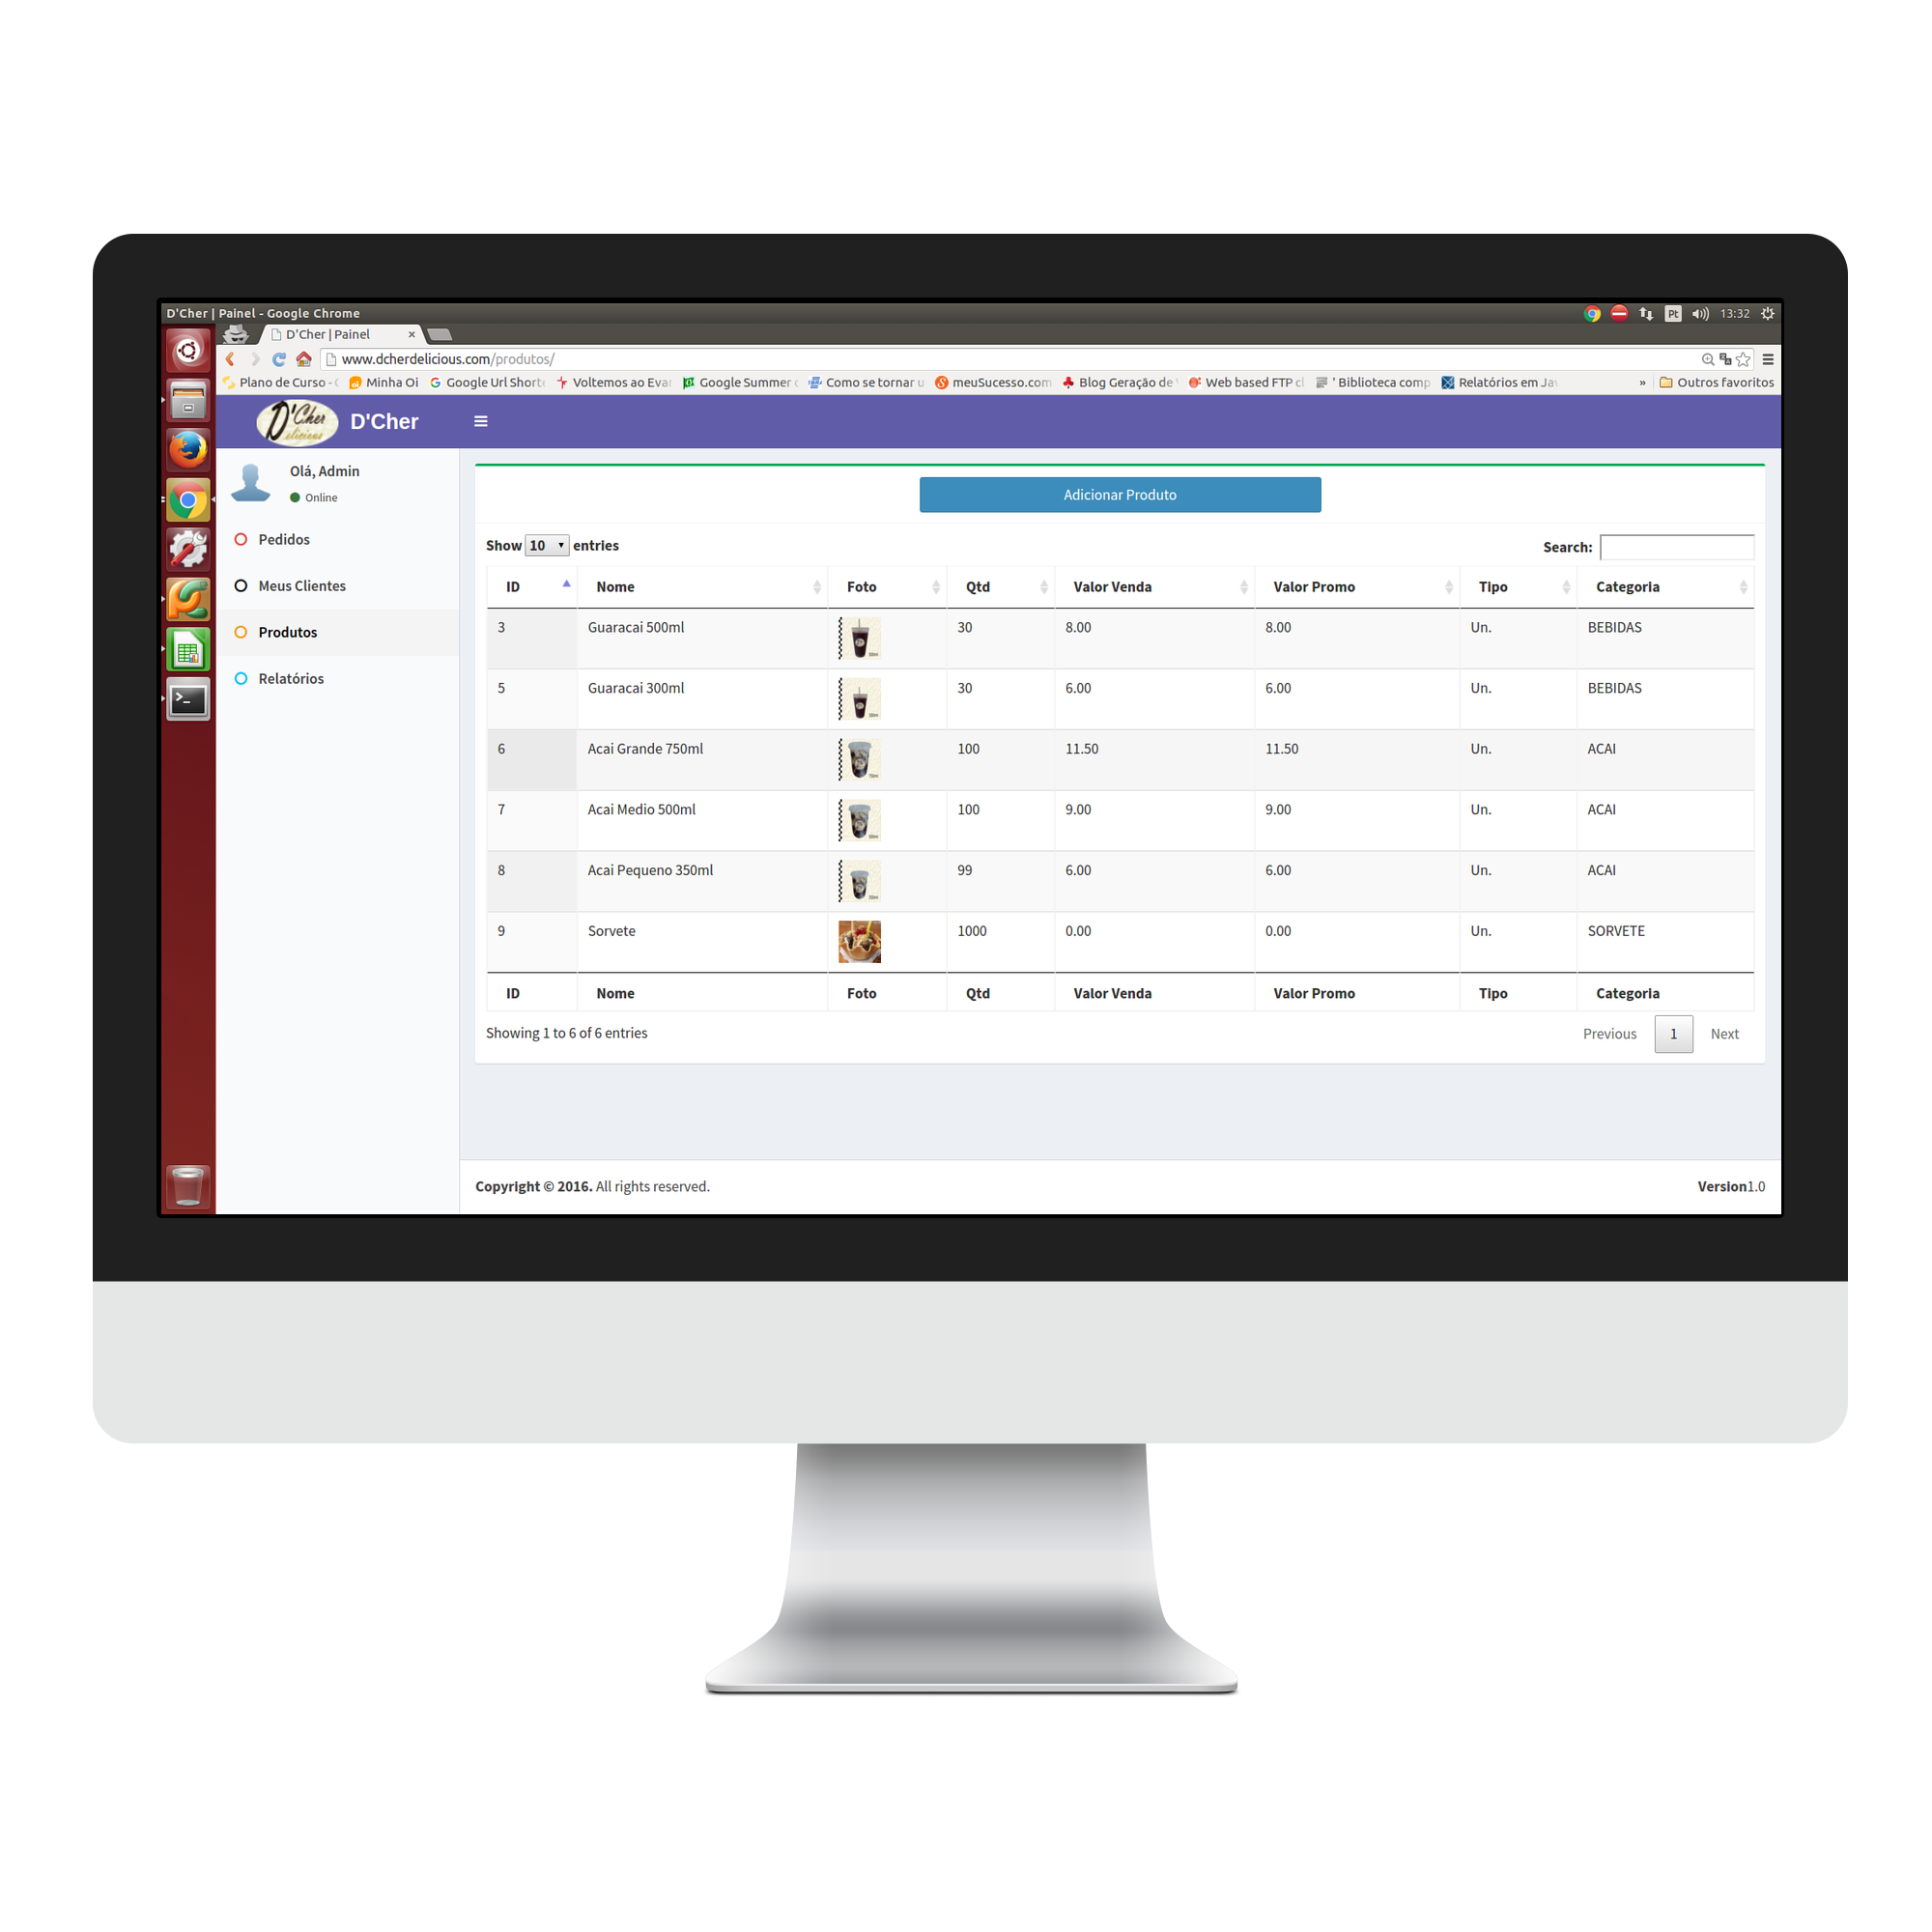 D'Cher | Painel - Google Chrome
Pt
13:32
D'Cher | Painel
www.dcherdelicious.com/produtos/
Plano de Curso -
Minha Oi
Google Url Short
Voltemos ao Eva
Google Summer
Como se tornar u
meuSucesso.com
Blog Geração de
Web based FTP cl
' Biblioteca comp
Relatórios em Ja
»
Outros favoritos
D'Cher
D'Cher
Olá, Admin
Online
Pedidos
Meus Clientes
Produtos
Relatórios
Adicionar Produto
Show 10 entries
Search:
ID Nome Foto Qtd Valor Venda Valor Promo Tipo Categoria
3 Guaracai 500ml 30 8.00 8.00 Un. BEBIDAS
5 Guaracai 300ml 30 6.00 6.00 Un. BEBIDAS
6 Acai Grande 750ml 100 11.50 11.50 Un. ACAI
7 Acai Medio 500ml 100 9.00 9.00 Un. ACAI
8 Acai Pequeno 350ml 99 6.00 6.00 Un. ACAI
9 Sorvete 1000 0.00 0.00 Un. SORVETE
ID Nome Foto Qtd Valor Venda Valor Promo Tipo Categoria
Showing 1 to 6 of 6 entries
Previous 1 Next
Copyright © 2016. All rights reserved.
Version1.0